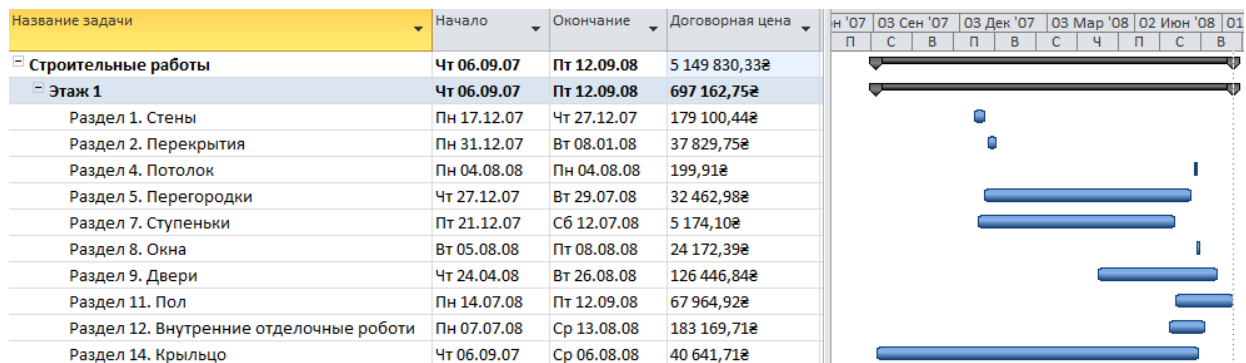 Название задачи Начало Окончание Договорная цена н '07 03 Сен '07 03 Дек '07 03 Мар '08 02 Июн '08 01
П С В П В С Ч П С В
Строительные работы Чт 06.09.07 Пт 12.09.08 5 149 830,33₴
Этаж 1 Чт 06.09.07 Пт 12.09.08 697 162,75₴
Раздел 1. Стены Пн 17.12.07 Чт 27.12.07 179 100,44₴
Раздел 2. Перекрытия Пн 31.12.07 Вт 08.01.08 37 829,75₴
Раздел 4. Потолок Пн 04.08.08 Пн 04.08.08 199,91₴
Раздел 5. Перегородки Чт 27.12.07 Вт 29.07.08 32 462,98₴
Раздел 7. Ступеньки Пт 21.12.07 Сб 12.07.08 5 174,10₴
Раздел 8. Окна Вт 05.08.08 Пт 08.08.08 24 172,39₴
Раздел 9. Двери Чт 24.04.08 Вт 26.08.08 126 446,84₴
Раздел 11. Пол Пн 14.07.08 Пт 12.09.08 67 964,92₴
Раздел 12. Внутренние отделочные роботи Пн 07.07.08 Ср 13.08.08 183 169,71₴
Раздел 14. Крыльцо Чт 06.09.07 Ср 06.08.08 40 641,71₴